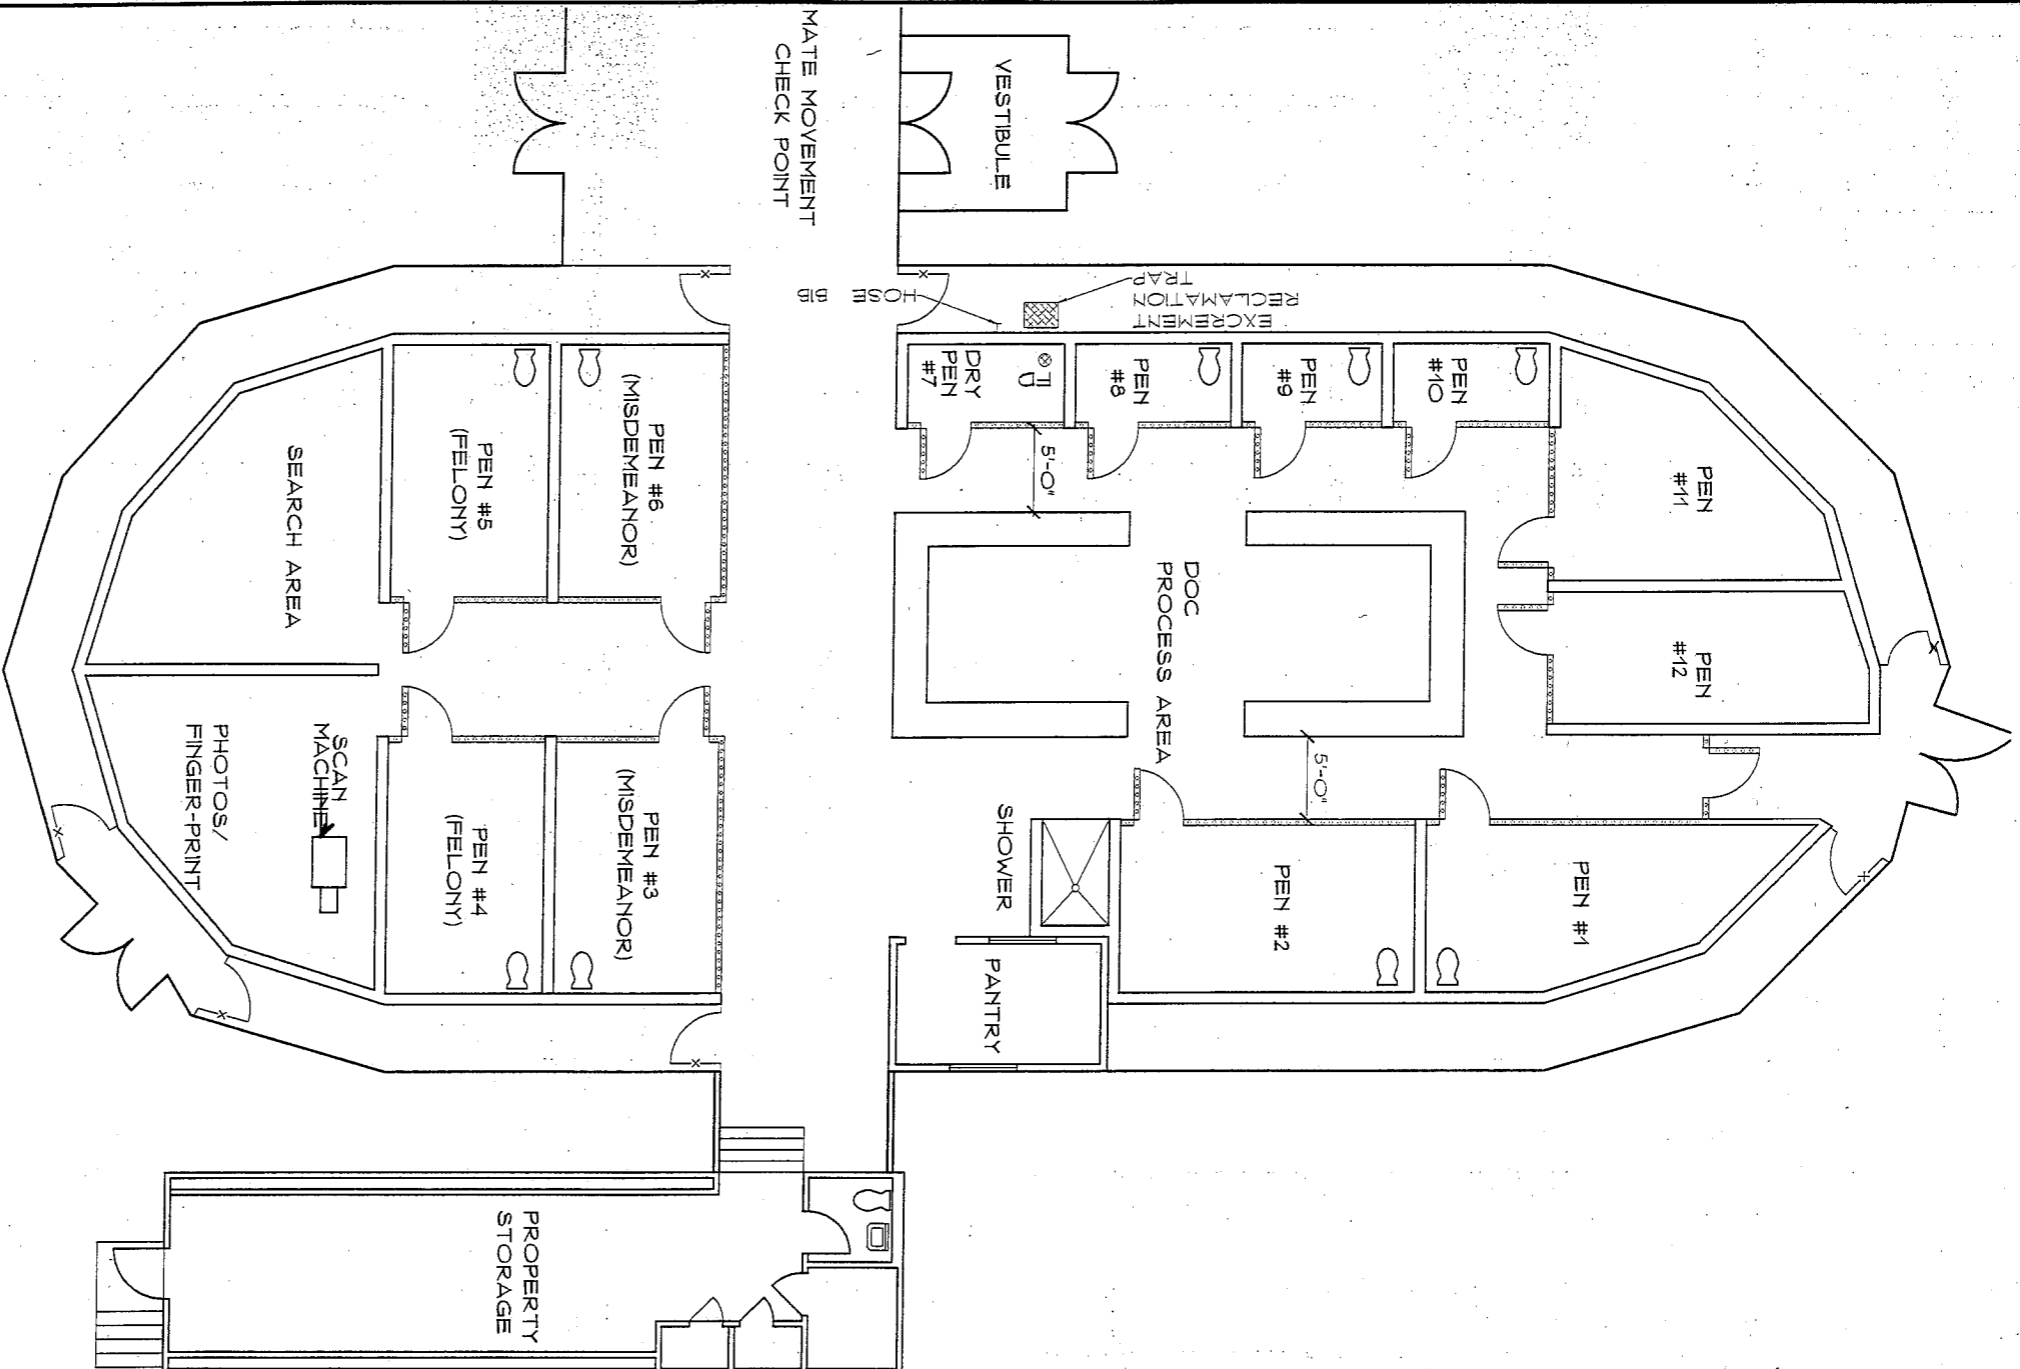 MATE MOVEMENT
CHECK POINT
VESTIBULE
HOSE BIB
EXCREMENT
RECLAMATION
TRAP
DRY
PEN
#7
PEN
#8
PEN
#9
PEN
#10
PEN
#11
PEN
#12
PEN #6
(MISDEMEANOR)
PEN #5
(FELONY)
SEARCH AREA
5'-0"
DOC
PROCESS AREA
5'-0"
PHOTOS/
FINGER-PRINT
SCAN
MACHINE
PEN #4
(FELONY)
PEN #3
(MISDEMEANOR)
SHOWER
PANTRY
PEN #2
PEN #1
PROPERTY
STORAGE